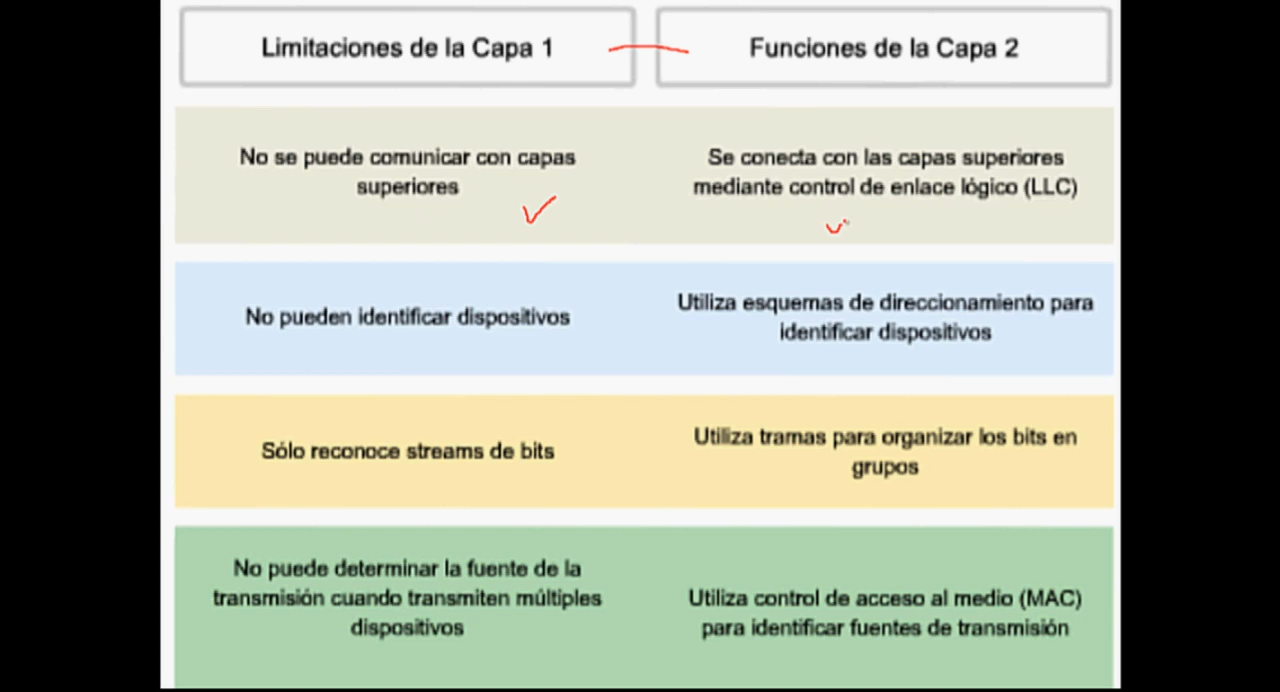 Limitaciones de la Capa 1
Funciones de la Capa 2
No se puede comunicar con capas
superiores
Se conecta con las capas superiores
mediante control de enlace lógico (LLC)
No pueden identificar dispositivos
Utiliza esquemas de direccionamiento para
identificar dispositivos
Sólo reconoce streams de bits
Utiliza tramas para organizar los bits en
grupos
No puede determinar la fuente de la
transmisión cuando transmiten múltiples
dispositivos
Utiliza control de acceso al medio (MAC)
para identificar fuentes de transmisión